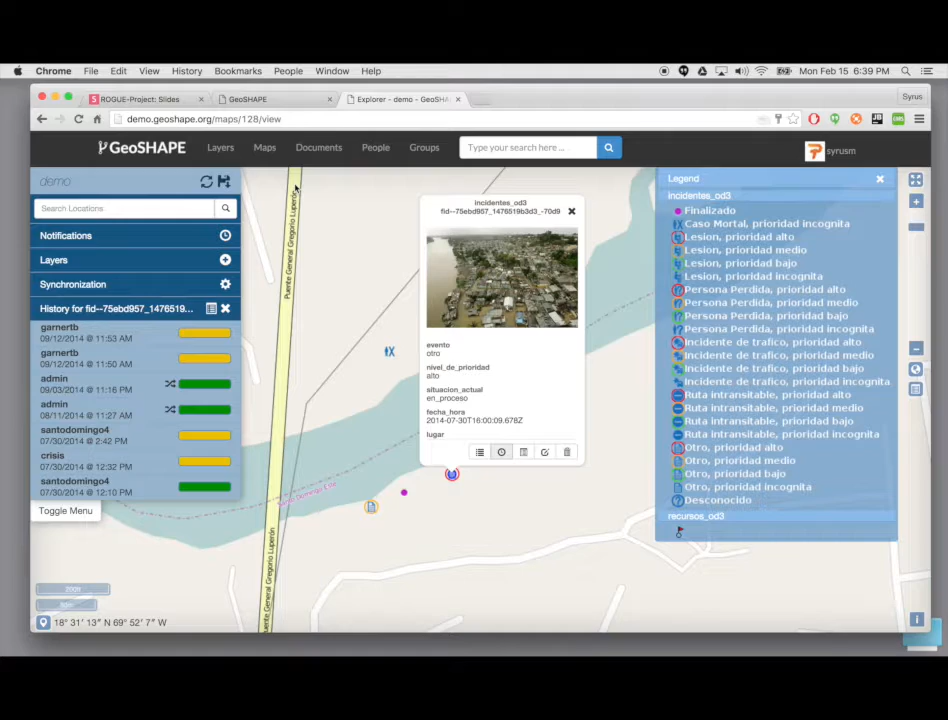 Chrome File Edit View History Bookmarks People Window Help
Mon Feb 15 6:39 PM
ROGUE-Project: Slides
GeoSHAPE
Explorer - demo - GeoSHA
Syrus
demo.geoshape.org/maps/128/view
GeoSHAPE
Layers
Maps
Documents
People
Groups
Type your search here ...
syrusm
demo
Search Locations
Notifications
Layers
Synchronization
History for fid--75ebd957_1476519...
garnertb
09/12/2014 @ 11:53 AM
garnertb
09/12/2014 @ 11:50 AM
admin
09/03/2014 @ 11:16 PM
admin
08/11/2014 @ 11:27 AM
santodomingo4
07/30/2014 @ 2:42 PM
crisis
07/30/2014 @ 12:32 PM
santodomingo4
07/30/2014 @ 12:10 PM
Toggle Menu
18° 31' 13" N 69° 52' 7" W
Puente General Gregorio Luperón
Puente General Gregorio Luperón
Santo Domingo Este
incidentes_od3
fid--75ebd957_1476519b3d3_-70d9
evento
otro
nivel_de_prioridad
alto
situacion_actual
en_proceso
fecha_hora
2014-07-30T16:00:09.678Z
lugar
Legend
incidentes_od3
Finalizado
Caso Mortal, prioridad incognita
Lesion, prioridad alto
Lesion, prioridad medio
Lesion, prioridad bajo
Lesion, prioridad incognita
Persona Perdida, prioridad alto
Persona Perdida, prioridad medio
Persona Perdida, prioridad bajo
Persona Perdida, prioridad incognita
Incidente de trafico, prioridad alto
Incidente de trafico, prioridad medio
Incidente de trafico, prioridad bajo
Incidente de trafico, prioridad incognita
Ruta intransitable, prioridad alto
Ruta intransitable, prioridad medio
Ruta intransitable, prioridad bajo
Ruta intransitable, prioridad incognita
Otro, prioridad alto
Otro, prioridad medio
Otro, prioridad bajo
Otro, prioridad incognita
Desconocido
recursos_od3